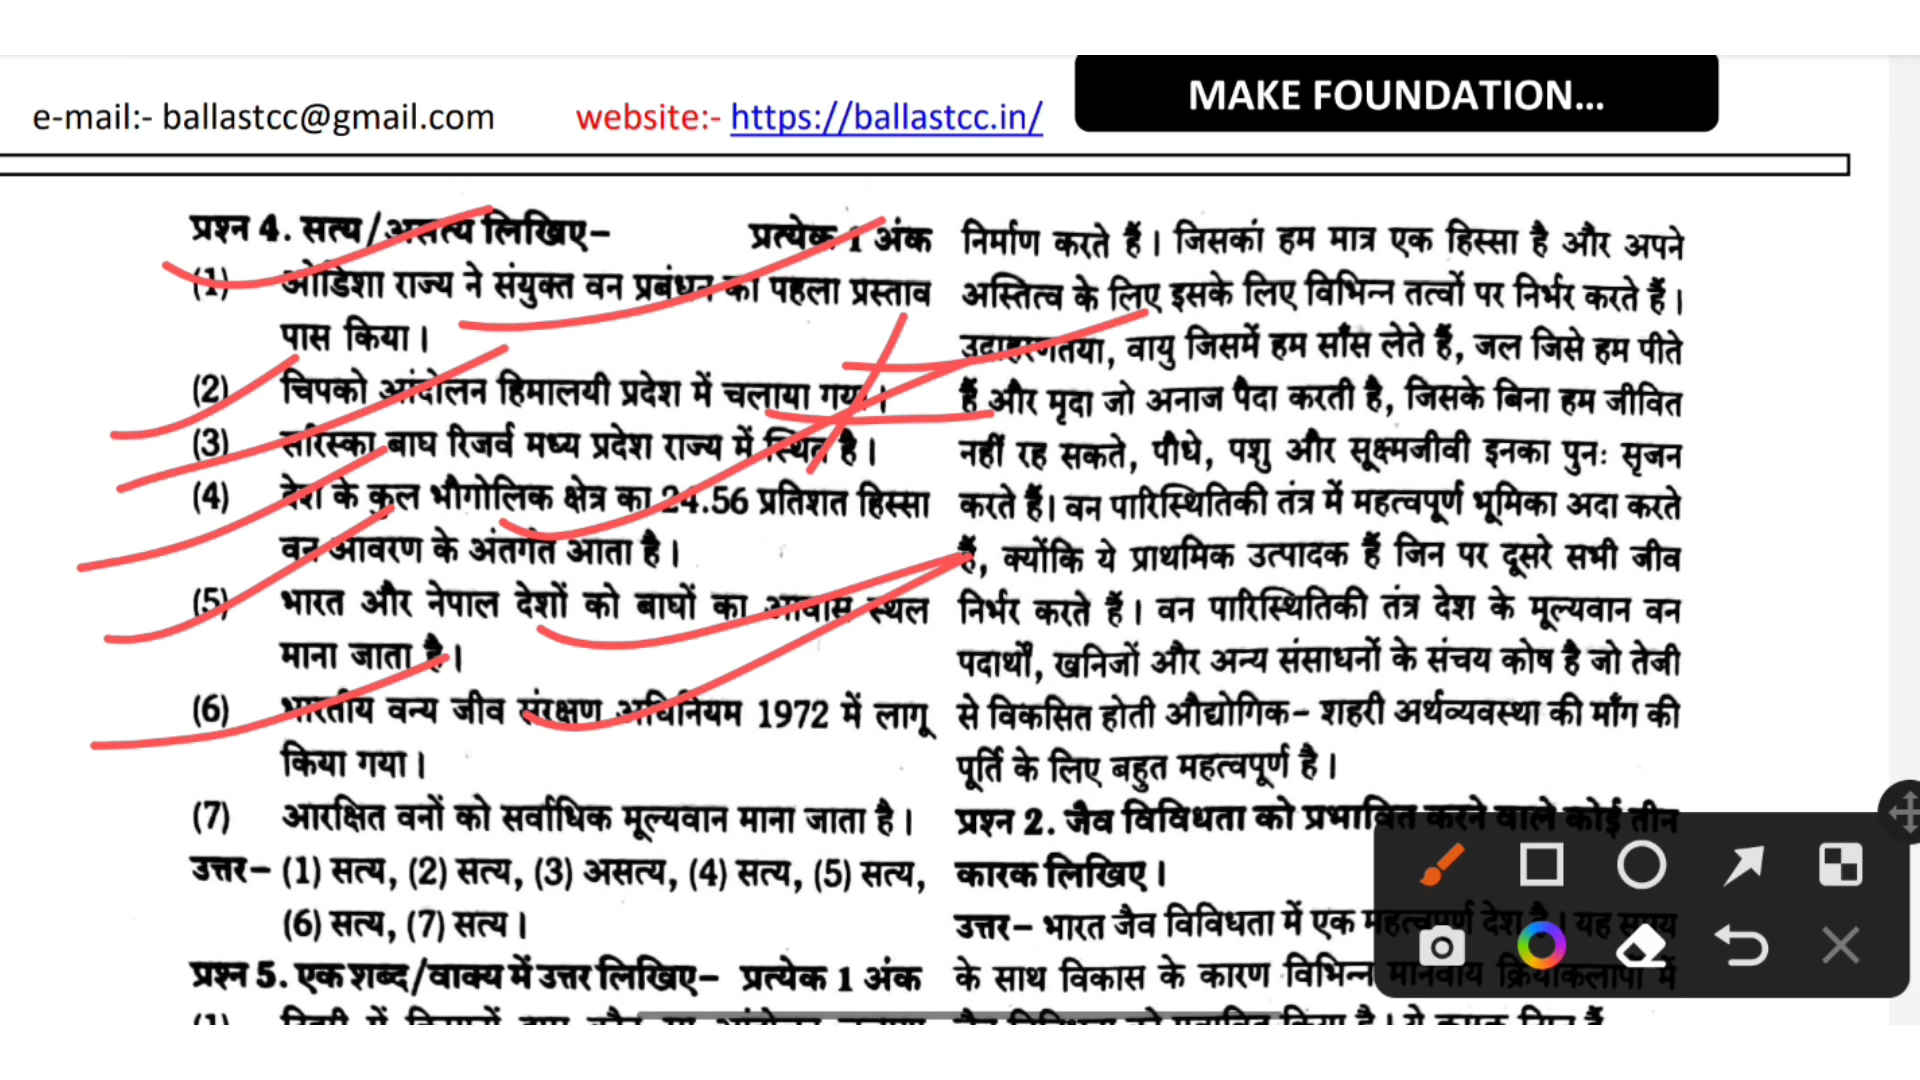 e-mail:- ballastcc@gmail.com website:- https://ballastcc.in/
MAKE FOUNDATION...
प्रश्न 4. सत्य/असत्य लिखिए– प्रत्येक 1 अंक
(1) ओडिशा राज्य ने संयुक्त वन प्रबंधन का पहला प्रस्ताव
पास किया।
(2) चिपको आंदोलन हिमालयी प्रदेश में चलाया गया।
(3) सरिस्का बाघ रिजर्व मध्य प्रदेश राज्य में स्थित है।
(4) देश के कुल भौगोलिक क्षेत्र का 24.56 प्रतिशत हिस्सा
वन आवरण के अंतर्गत आता है।
(5) भारत और नेपाल देशों को बाघों का आवास स्थल
माना जाता है।
(6) भारतीय वन्य जीव संरक्षण अधिनियम 1972 में लागू
किया गया।
(7) आरक्षित वनों को सर्वाधिक मूल्यवान माना जाता है।
उत्तर– (1) सत्य, (2) सत्य, (3) असत्य, (4) सत्य, (5) सत्य,
(6) सत्य, (7) सत्य।
प्रश्न 5. एक शब्द/वाक्य में उत्तर लिखिए– प्रत्येक 1 अंक
निर्माण करते हैं। जिसकां हम मात्र एक हिस्सा है और अपने
अस्तित्व के लिए इसके लिए विभिन्न तत्वों पर निर्भर करते हैं।
उदाहरणतया, वायु जिसमें हम साँस लेते हैं, जल जिसे हम पीते
हैं और मृदा जो अनाज पैदा करती है, जिसके बिना हम जीवित
नहीं रह सकते, पौधे, पशु और सूक्ष्मजीवी इनका पुनः सृजन
करते हैं। वन पारिस्थितिकी तंत्र में महत्वपूर्ण भूमिका अदा करते
हैं, क्योंकि ये प्राथमिक उत्पादक हैं जिन पर दूसरे सभी जीव
निर्भर करते हैं। वन पारिस्थितिकी तंत्र देश के मूल्यवान वन
पदार्थों, खनिजों और अन्य संसाधनों के संचय कोष है जो तेजी
से विकसित होती औद्योगिक– शहरी अर्थव्यवस्था की माँग की
पूर्ति के लिए बहुत महत्वपूर्ण है।
प्रश्न 2. जैव विविधता को प्रभावित करने वाले कोई तीन
कारक लिखिए।
उत्तर– भारत जैव विविधता में एक महत्वपूर्ण देश है। यह समय
के साथ विकास के कारण विभिन्न मानवीय क्रियाकलापों में